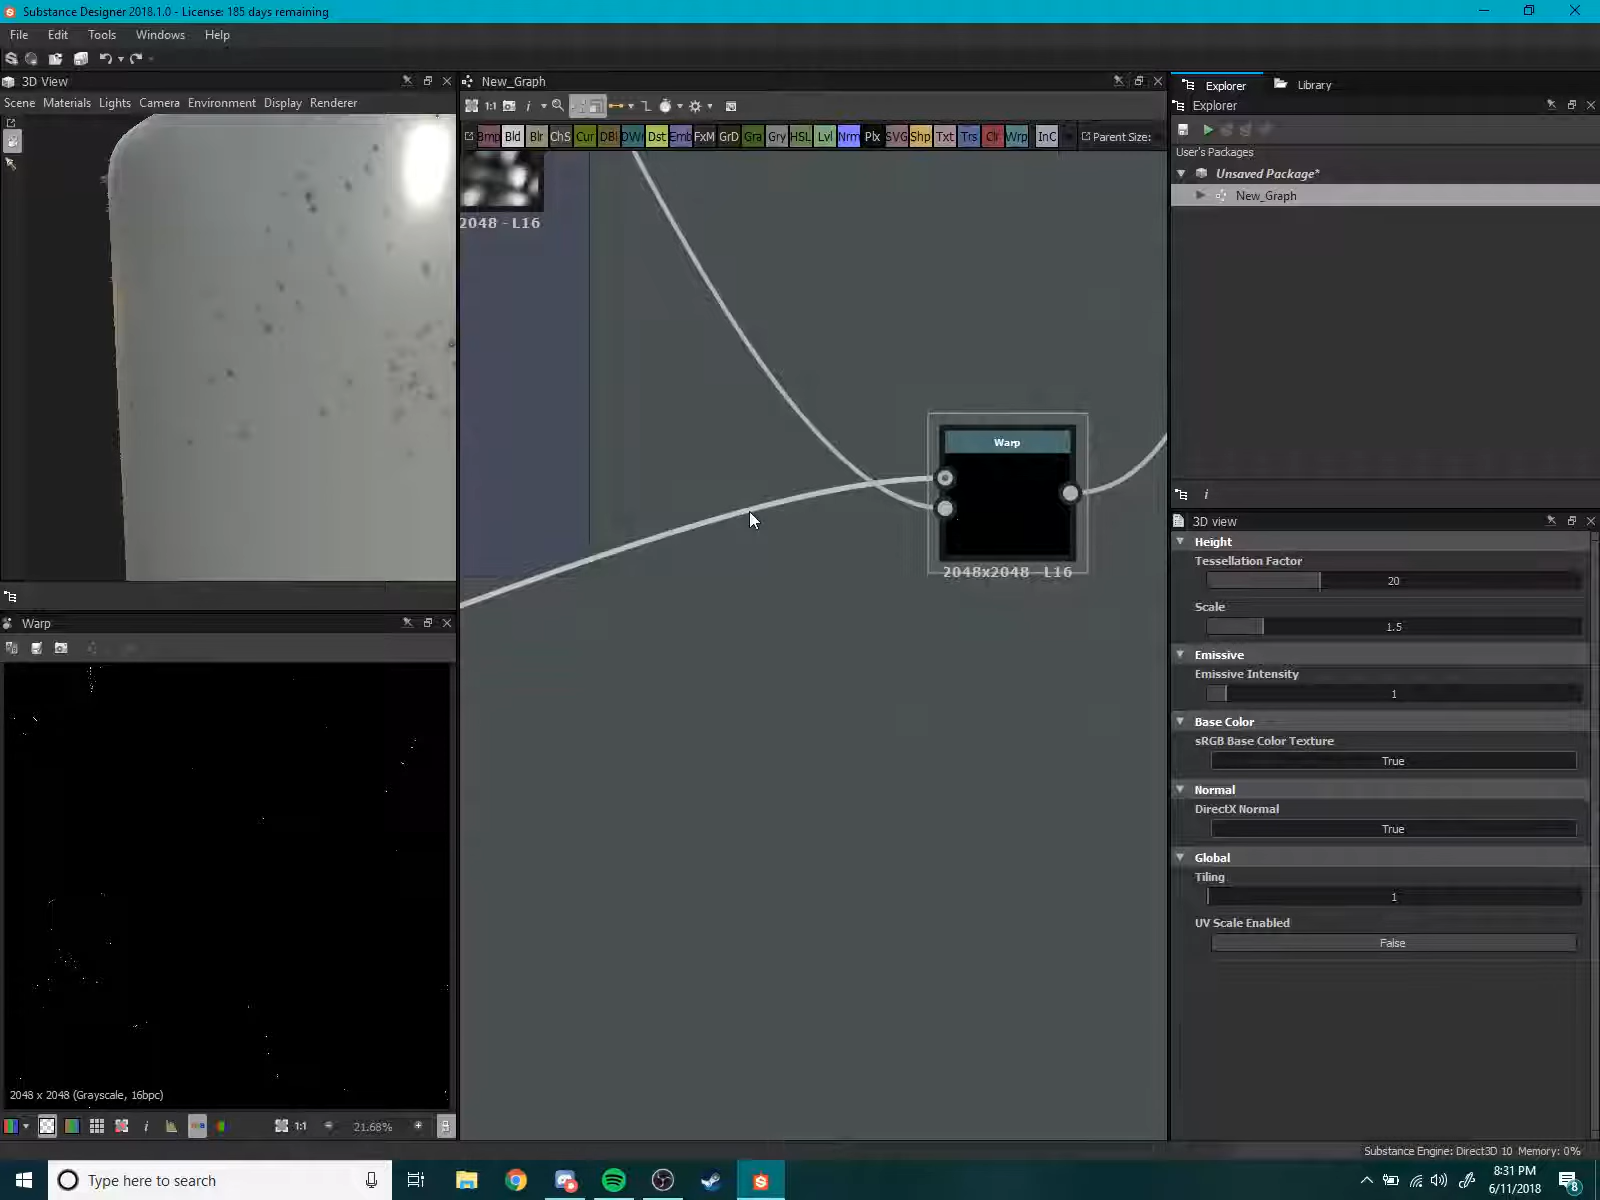 Substance Designer 2018.1.0 - License: 185 days remaining
File Edit Tools Windows Help
3D View
Scene Materials Lights Camera Environment Display Renderer
New_Graph
1:1
Bmp Bld Blr ChS Cur DBl DWr Dst Emb FxM GrD Gra Gry HSL Lvl Nrm Plx SVG Shp Txt Trs Clr Wrp InC Parent Size:
2048 - L16
Warp
2048x2048 - L16
Explorer Library
Explorer
User's Packages
Unsaved Package*
New_Graph
3D view
Height
Tessellation Factor
20
Scale
1.5
Emissive
Emissive Intensity
1
Base Color
sRGB Base Color Texture
True
Normal
DirectX Normal
True
Global
Tiling
1
UV Scale Enabled
False
Warp
2048 x 2048 (Grayscale, 16bpc)
1:1 21.68%
Substance Engine: Direct3D 10 Memory: 0%
Type here to search
8:31 PM
6/11/2018
8